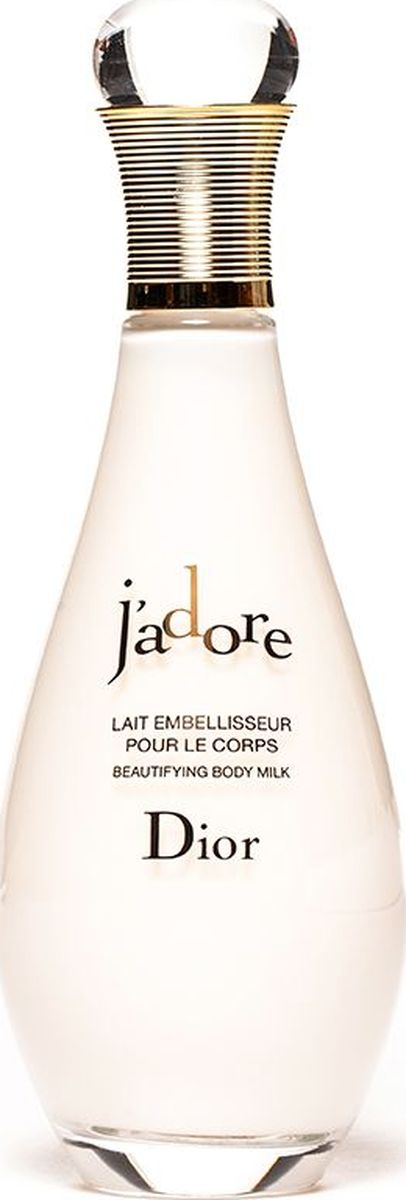 j'adore
LAIT EMBELLISSEUR
POUR LE CORPS
BEAUTIFYING BODY MILK
Dior